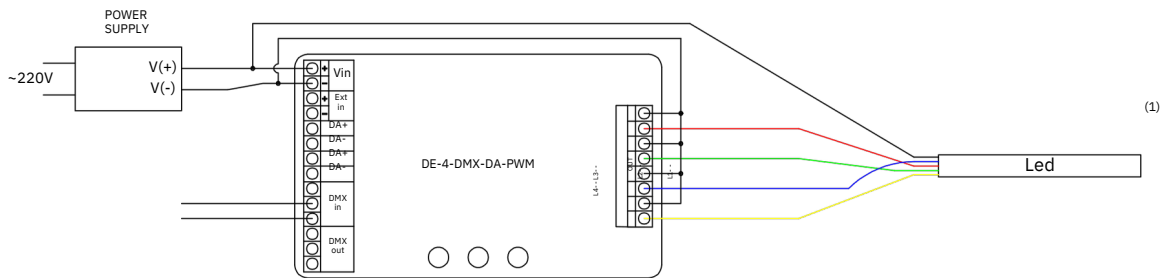 POWER
SUPPLY
~220V
V(+)
V(-)
+
-
Vin
+
-
Ext
in
DA+
DA-
DA+
DA-
DMX
in
DMX
out
DE-4-DMX-DA-PWM
OUT
L4--L3--
Led
(1)